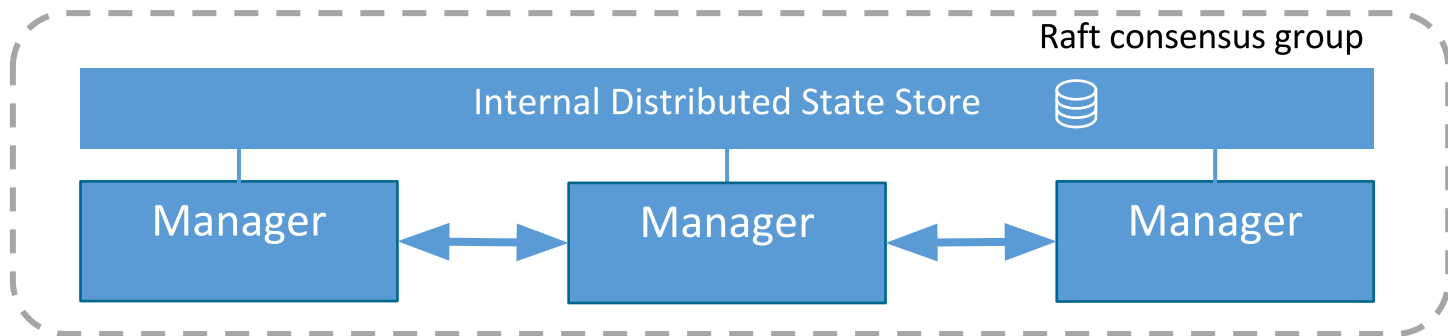 Raft consensus group
Internal Distributed State Store
Manager
Manager
Manager